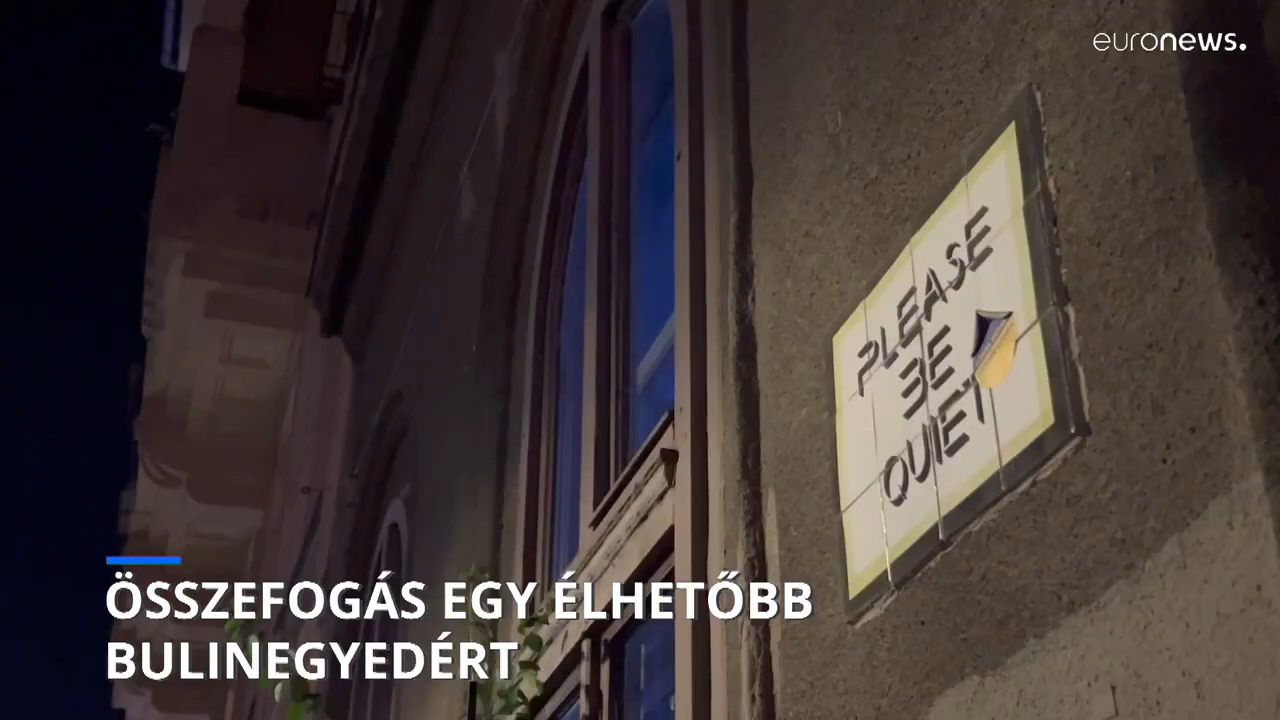 euronews.
PLEASE
BE
QUIET
ÖSSZEFOGÁS EGY ÉLHETŐBB
BULINEGYEDÉRT